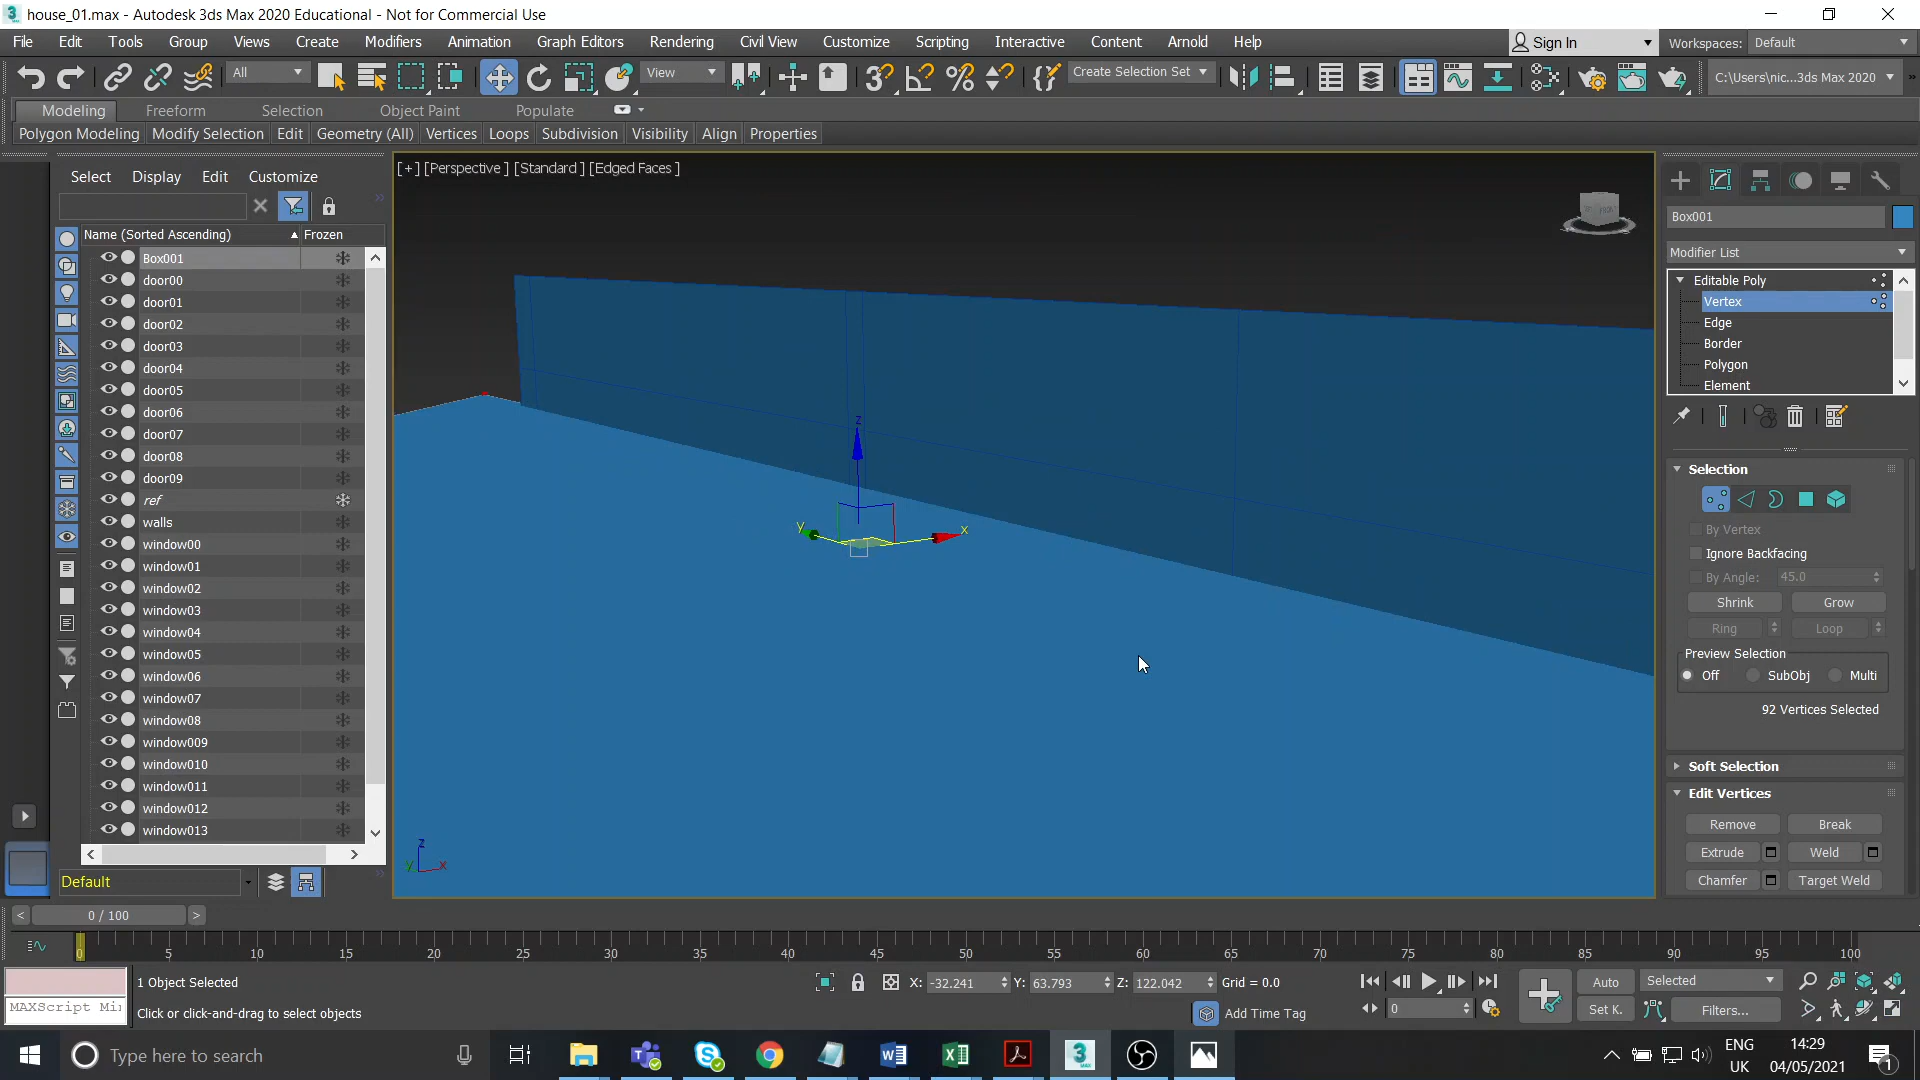 house_01.max - Autodesk 3ds Max 2020 Educational - Not for Commercial Use
File Edit Tools Group Views Create Modifiers Animation Graph Editors Rendering Civil View Customize Scripting Interactive Content Arnold Help
Sign In Workspaces: Default
All View Create Selection Set C:\Users\nic...3ds Max 2020
Modeling Freeform Selection Object Paint Populate
Polygon Modeling Modify Selection Edit Geometry (All) Vertices Loops Subdivision Visibility Align Properties
Select Display Edit Customize
Name (Sorted Ascending) Frozen
Box001
door00
door01
door02
door03
door04
door05
door06
door07
door08
door09
ref
walls
window00
window01
window02
window03
window04
window05
window06
window07
window08
window009
window010
window011
window012
window013
Default
[+] [Perspective] [Standard] [Edged Faces]
z
y
x
z
y x
Box001
Modifier List
Editable Poly
Vertex
Edge
Border
Polygon
Element
Selection
By Vertex
Ignore Backfacing
By Angle: 45.0
Shrink Grow
Ring Loop
Preview Selection
Off SubObj Multi
92 Vertices Selected
Soft Selection
Edit Vertices
Remove Break
Extrude Weld
Chamfer Target Weld
< 0 / 100 >
0 5 10 15 20 25 30 35 40 45 50 55 60 65 70 75 80 85 90 95 100
1 Object Selected
X: -32.241 Y: 63.793 Z: 122.042 Grid = 0.0
Auto Selected
MAXScript Mi
Click or click-and-drag to select objects
Add Time Tag
0
Set K. Filters...
Type here to search
ENG
UK
14:29
04/05/2021
1